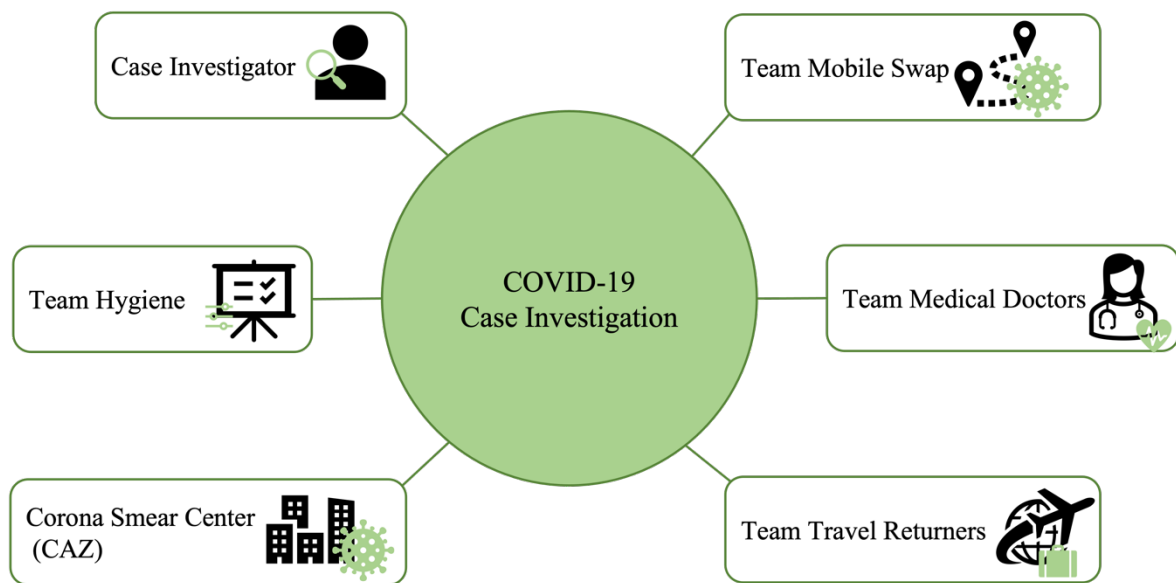 Case Investigator
Team Mobile Swap
COVID-19
Case Investigation
Team Hygiene
Team Medical Doctors
Corona Smear Center
(CAZ)
Team Travel Returners